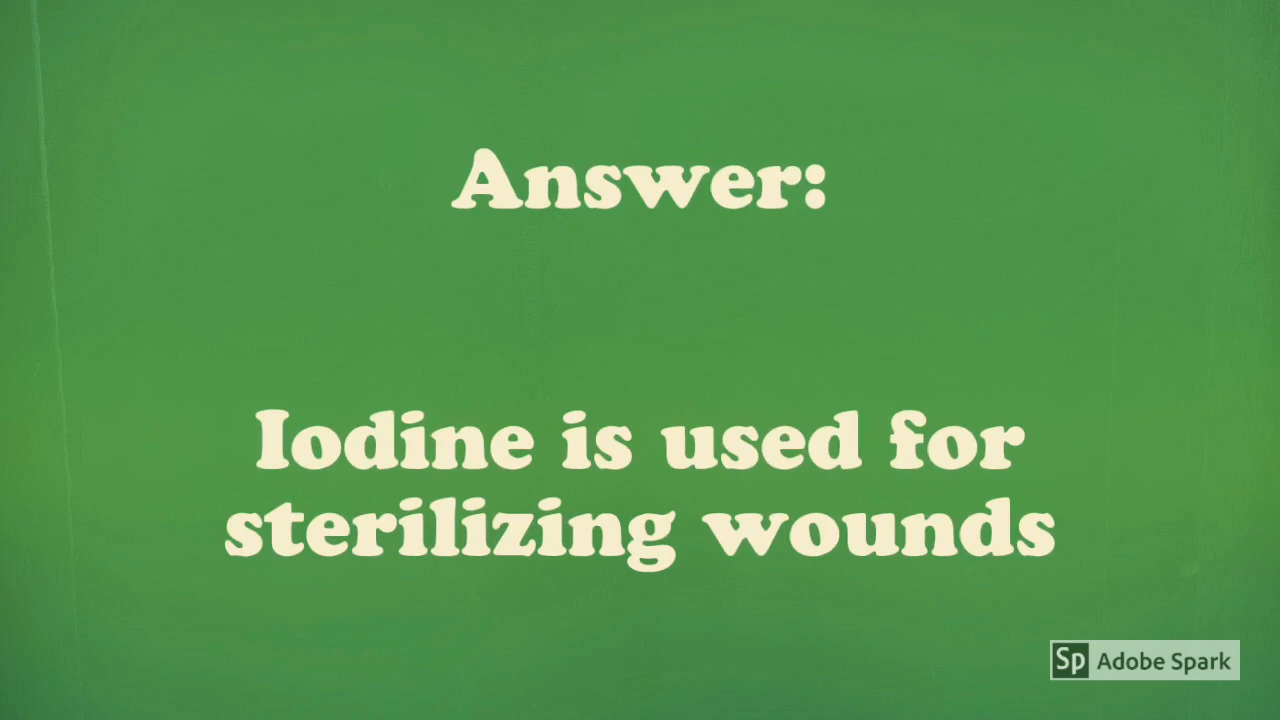 Answer:
Iodine is used for
sterilizing wounds
Sp Adobe Spark